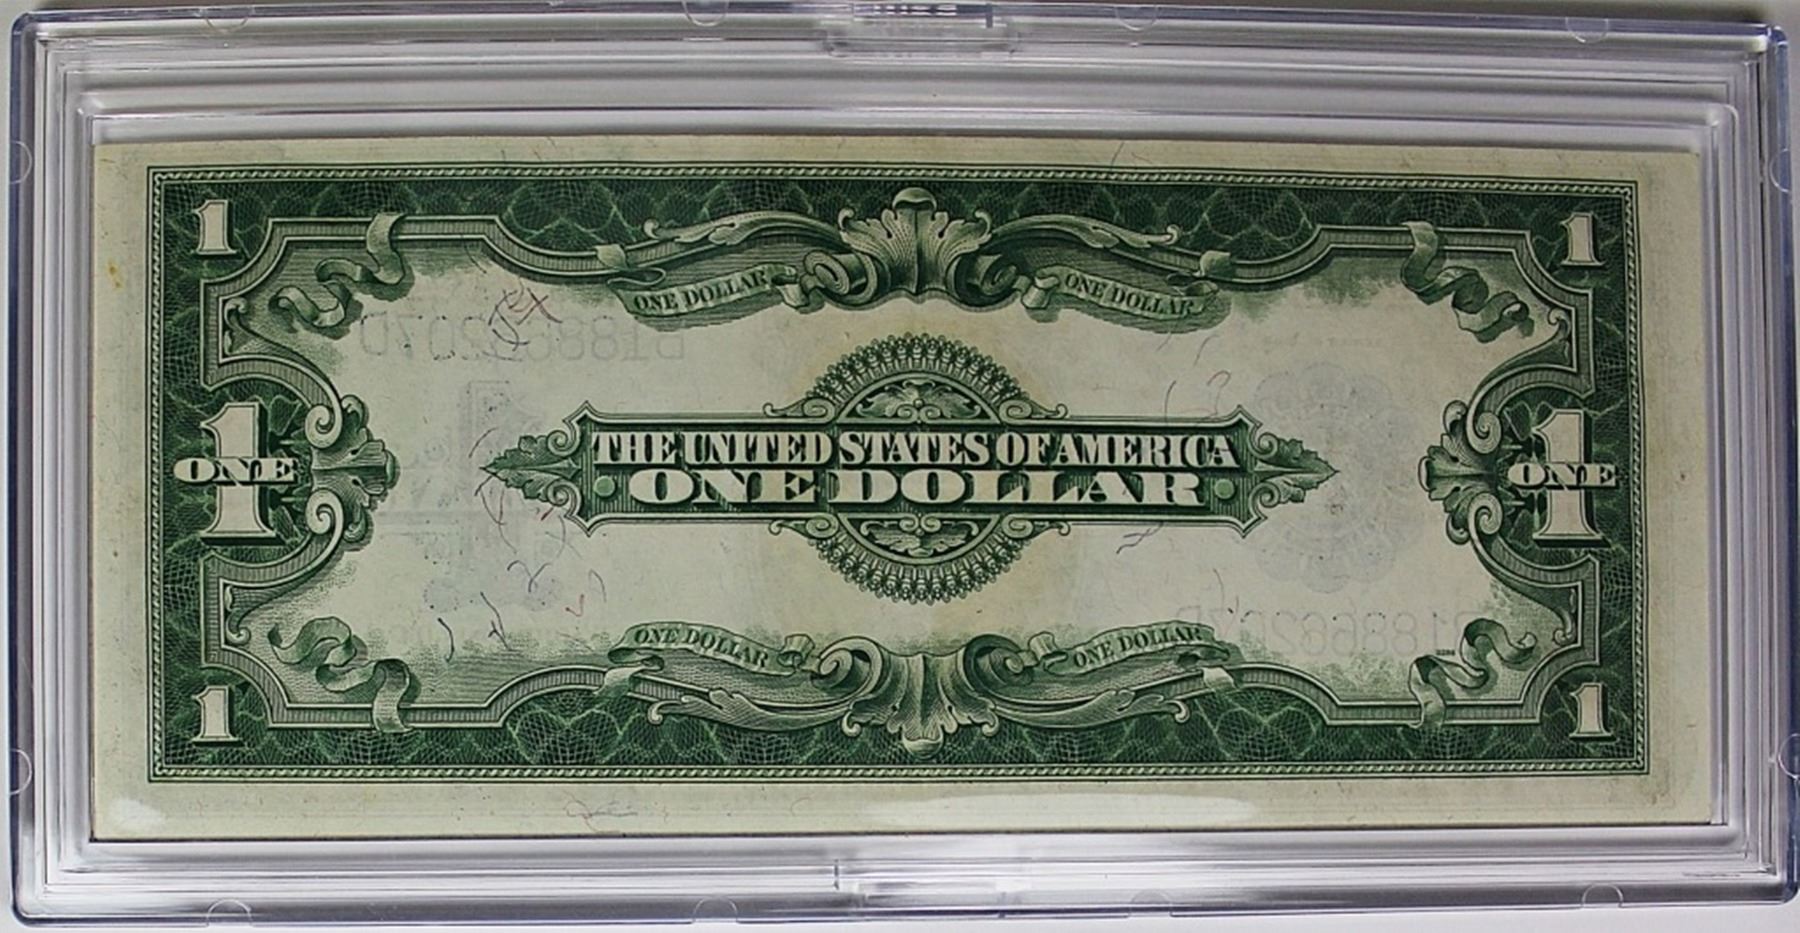 1 1
ONE DOLLAR ONE DOLLAR
1 1
ONE ONE
THE UNITED STATES OF AMERICA
ONE DOLLAR
ONE DOLLAR ONE DOLLAR
1 1